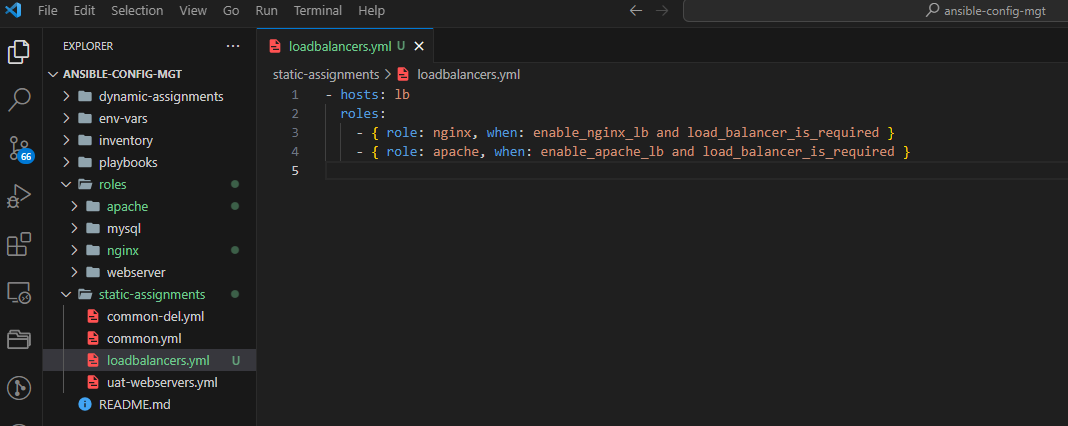 File Edit Selection View Go Run Terminal Help
ansible-config-mgt
EXPLORER
ANSIBLE-CONFIG-MGT
dynamic-assignments
env-vars
inventory
playbooks
roles
apache
mysql
nginx
webserver
static-assignments
common-del.yml
common.yml
loadbalancers.yml U
uat-webservers.yml
README.md
66
loadbalancers.yml U
static-assignments > loadbalancers.yml
1 - hosts: lb
2 roles:
3 - { role: nginx, when: enable_nginx_lb and load_balancer_is_required }
4 - { role: apache, when: enable_apache_lb and load_balancer_is_required }
5